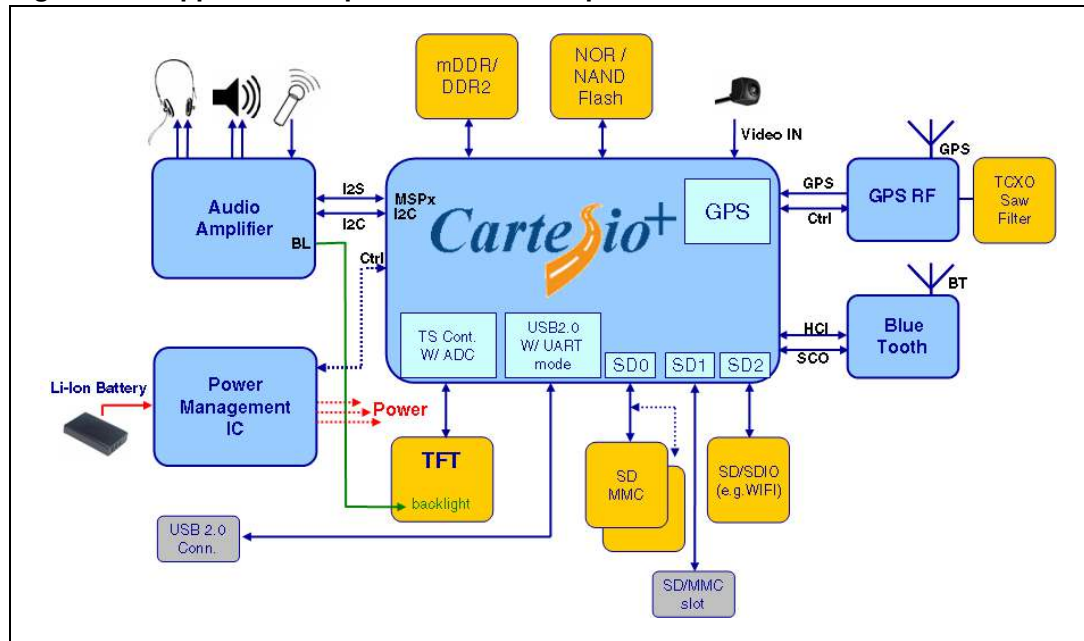 mDDR/
DDR2
NOR /
NAND
Flash
Video IN
GPS
Audio
Amplifier
BL
I2S
I2C
MSPx
I2C
Ctrl
Cartesio+
GPS
GPS
Ctrl
GPS RF
TCXO
Saw
Filter
BT
HCI
SCO
Blue
Tooth
TS Cont.
W/ ADC
USB2.0
W/ UART
mode
SD0
SD1
SD2
Li-Ion Battery
Power
Management
IC
Power
TFT
backlight
SD
MMC
SD/SDIO
(e.g.WIFI)
USB 2.0
Conn.
SD/MMC
slot